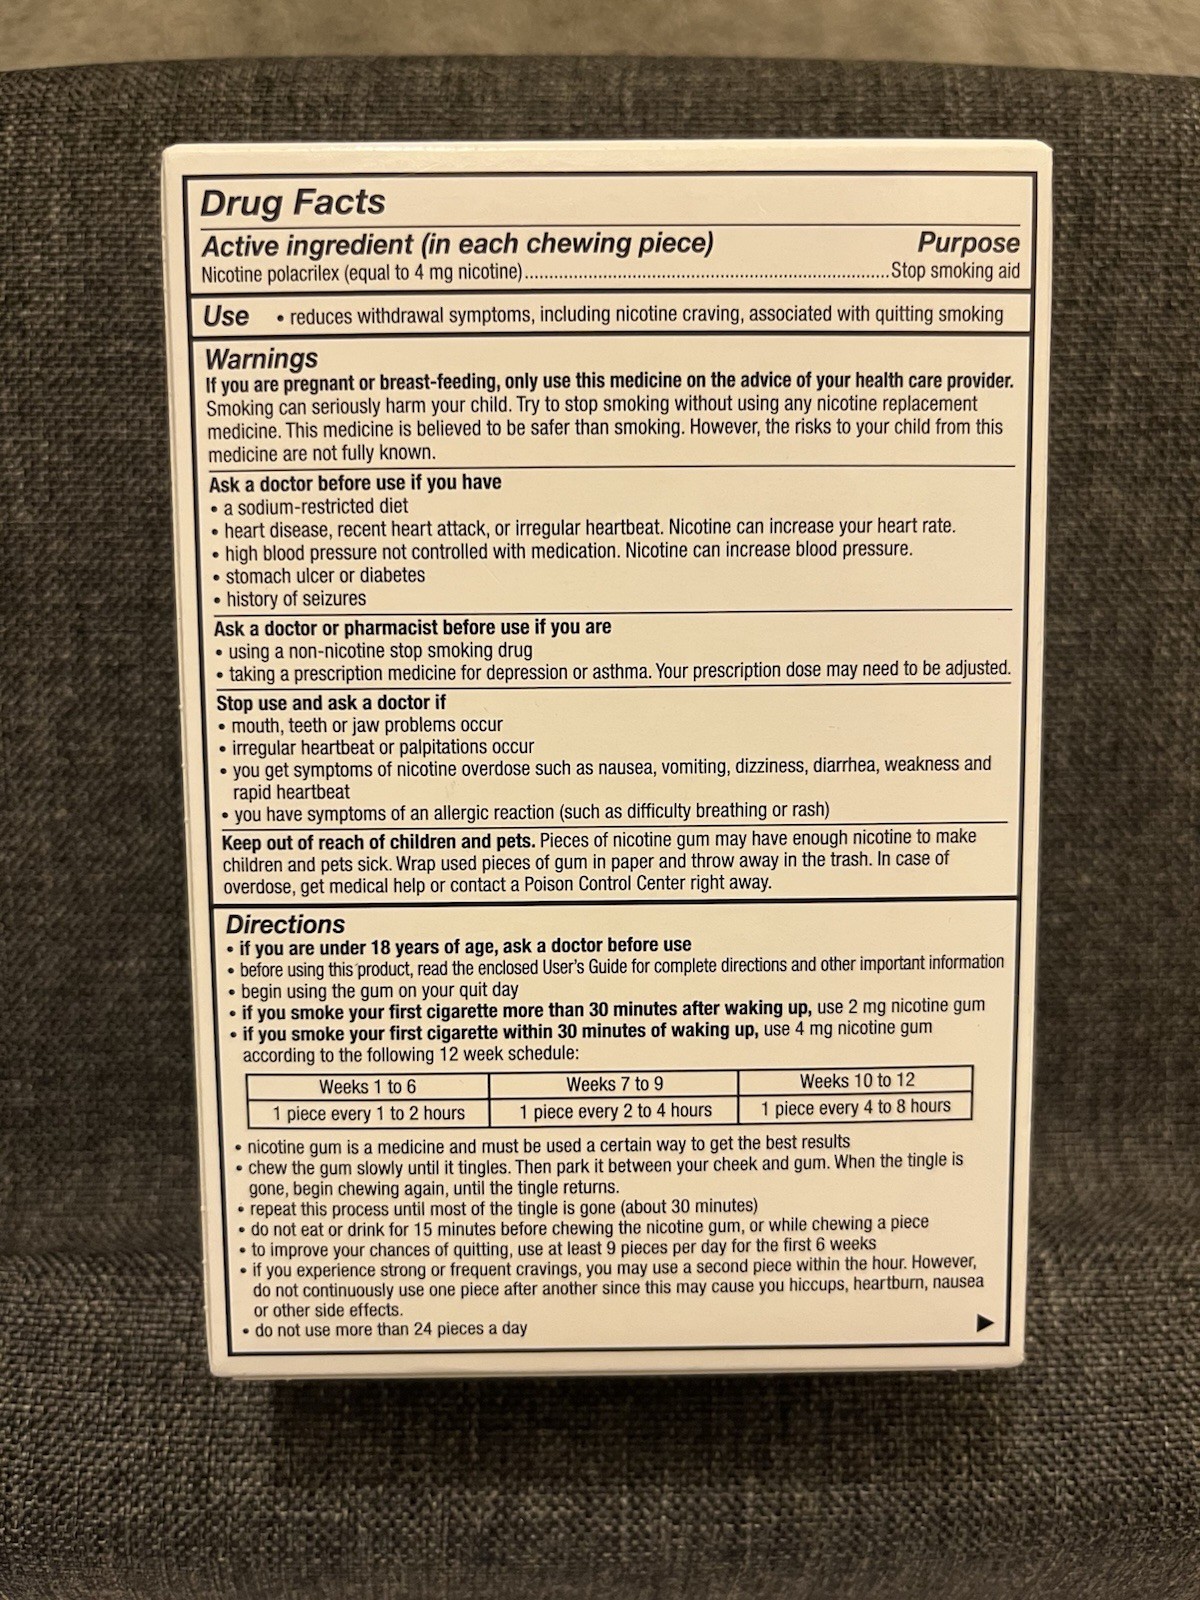 Drug Facts
Active ingredient (in each chewing piece) Purpose
Nicotine polacrilex (equal to 4 mg nicotine)..........................................................................Stop smoking aid
Use • reduces withdrawal symptoms, including nicotine craving, associated with quitting smoking
Warnings
If you are pregnant or breast-feeding, only use this medicine on the advice of your health care provider.
Smoking can seriously harm your child. Try to stop smoking without using any nicotine replacement
medicine. This medicine is believed to be safer than smoking. However, the risks to your child from this
medicine are not fully known.
Ask a doctor before use if you have
• a sodium-restricted diet
• heart disease, recent heart attack, or irregular heartbeat. Nicotine can increase your heart rate.
• high blood pressure not controlled with medication. Nicotine can increase blood pressure.
• stomach ulcer or diabetes
• history of seizures
Ask a doctor or pharmacist before use if you are
• using a non-nicotine stop smoking drug
• taking a prescription medicine for depression or asthma. Your prescription dose may need to be adjusted.
Stop use and ask a doctor if
• mouth, teeth or jaw problems occur
• irregular heartbeat or palpitations occur
• you get symptoms of nicotine overdose such as nausea, vomiting, dizziness, diarrhea, weakness and
rapid heartbeat
• you have symptoms of an allergic reaction (such as difficulty breathing or rash)
Keep out of reach of children and pets. Pieces of nicotine gum may have enough nicotine to make
children and pets sick. Wrap used pieces of gum in paper and throw away in the trash. In case of
overdose, get medical help or contact a Poison Control Center right away.
Directions
• if you are under 18 years of age, ask a doctor before use
• before using this product, read the enclosed User's Guide for complete directions and other important information
• begin using the gum on your quit day
• if you smoke your first cigarette more than 30 minutes after waking up, use 2 mg nicotine gum
• if you smoke your first cigarette within 30 minutes of waking up, use 4 mg nicotine gum
according to the following 12 week schedule:
Weeks 1 to 6 Weeks 7 to 9 Weeks 10 to 12
1 piece every 1 to 2 hours 1 piece every 2 to 4 hours 1 piece every 4 to 8 hours
• nicotine gum is a medicine and must be used a certain way to get the best results
• chew the gum slowly until it tingles. Then park it between your cheek and gum. When the tingle is
gone, begin chewing again, until the tingle returns.
• repeat this process until most of the tingle is gone (about 30 minutes)
• do not eat or drink for 15 minutes before chewing the nicotine gum, or while chewing a piece
• to improve your chances of quitting, use at least 9 pieces per day for the first 6 weeks
• if you experience strong or frequent cravings, you may use a second piece within the hour. However,
do not continuously use one piece after another since this may cause you hiccups, heartburn, nausea
or other side effects.
• do not use more than 24 pieces a day